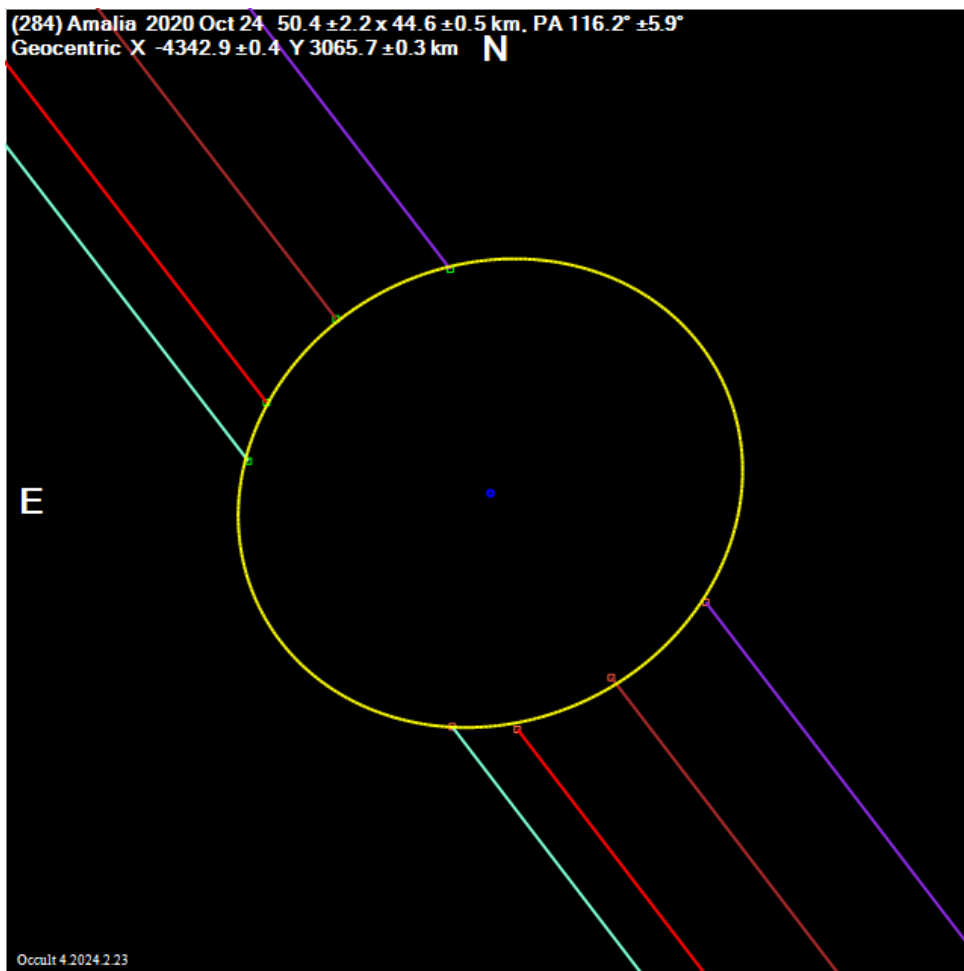 (284) Amalia 2020 Oct 24 50.4 ±2.2 x 44.6 ±0.5 km, PA 116.2° ±5.9°
Geocentric X -4342.9 ±0.4 Y 3065.7 ±0.3 km
N
E
Occult 4.2024.2.23